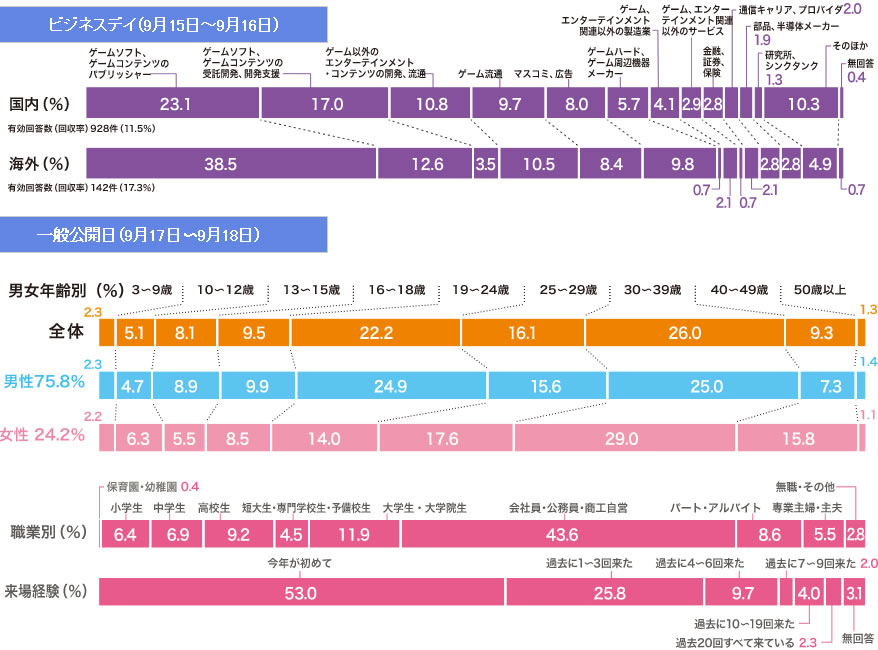 ビジネスデイ(9月15日〜9月16日)
ゲームソフト、
ゲームコンテンツの
パブリッシャー
ゲームソフト、
ゲームコンテンツの
受託開発、開発支援
ゲーム以外の
エンターテインメント
・コンテンツの開発、流通
ゲーム流通
マスコミ、広告
ゲームハード、
ゲーム周辺機器
メーカー
ゲーム、
エンターテインメント
関連以外の製造業
ゲーム、エンター
テインメント関連
以外のサービス
金融、
証券、
保険
通信キャリア、プロバイダ2.0
部品、半導体メーカー
1.9
研究所、
シンクタンク
1.3
そのほか
無回答
0.4
国内(%) 23.1 17.0 10.8 9.7 8.0 5.7 4.1 2.9 2.8 10.3
有効回答数(回収率) 928件(11.5%)
海外(%) 38.5 12.6 3.5 10.5 8.4 9.8 2.8 2.8 4.9
有効回答数(回収率) 142件(17.3%)
0.7 2.1 0.7 2.1 0.7
一般公開日(9月17日〜9月18日)
男女年齢別(%) 3〜9歳 10〜12歳 13〜15歳 16〜18歳 19〜24歳 25〜29歳 30〜39歳 40〜49歳 50歳以上
2.3 1.3
全体 5.1 8.1 9.5 22.2 16.1 26.0 9.3
2.3 1.4
男性75.8% 4.7 8.9 9.9 24.9 15.6 25.0 7.3
2.2 1.1
女性 24.2% 6.3 5.5 8.5 14.0 17.6 29.0 15.8
保育園・幼稚園 0.4 無職・その他
小学生 中学生 高校生 短大生・専門学校生・予備校生 大学生・大学院生 会社員・公務員・商工自営 パート・アルバイト 専業主婦・主夫
職業別(%) 6.4 6.9 9.2 4.5 11.9 43.6 8.6 5.5 2.8
今年が初めて 過去に1〜3回来た 過去に4〜6回来た 過去に7〜9回来た 2.0
来場経験(%) 53.0 25.8 9.7 4.0 3.1
過去に10〜19回来た
過去20回すべて来ている 2.3 無回答